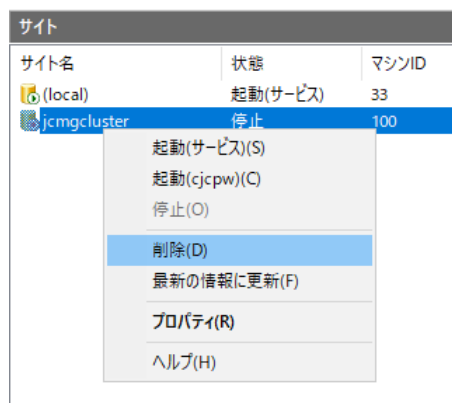 サイト
サイト名 状態 マシンID
(local) 起動(サービス) 33
jcmgcluster 停止 100
起動(サービス)(S)
起動(cjcpw)(C)
停止(O)
削除(D)
最新の情報に更新(F)
プロパティ(R)
ヘルプ(H)